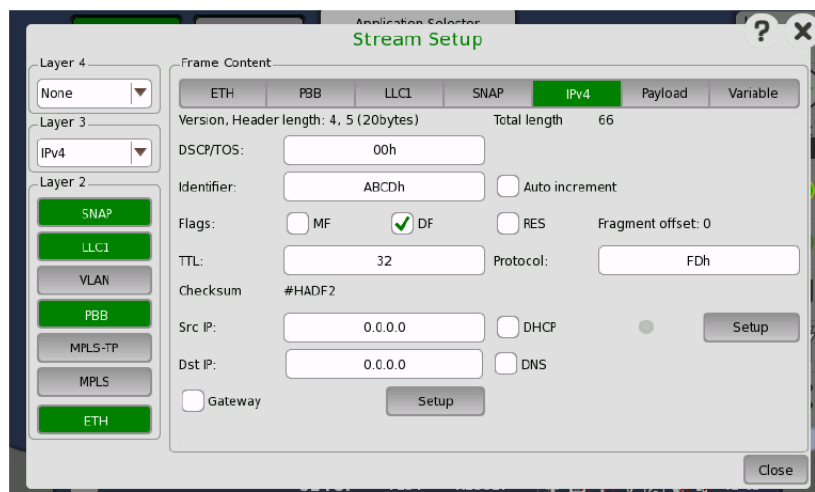 Application Selector
Stream Setup
?
Layer 4
None
Layer 3
IPv4
Layer 2
SNAP
LLC1
VLAN
PBB
MPLS-TP
MPLS
ETH
Frame Content
ETH PBB LLC1 SNAP IPv4 Payload Variable
Version, Header length: 4, 5 (20bytes) Total length 66
DSCP/TOS: 00h
Identifier: ABCDh Auto increment
Flags: MF DF RES Fragment offset: 0
TTL: 32 Protocol: FDh
Checksum #HADF2
Src IP: 0.0.0.0 DHCP Setup
Dst IP: 0.0.0.0 DNS
Gateway Setup
Close